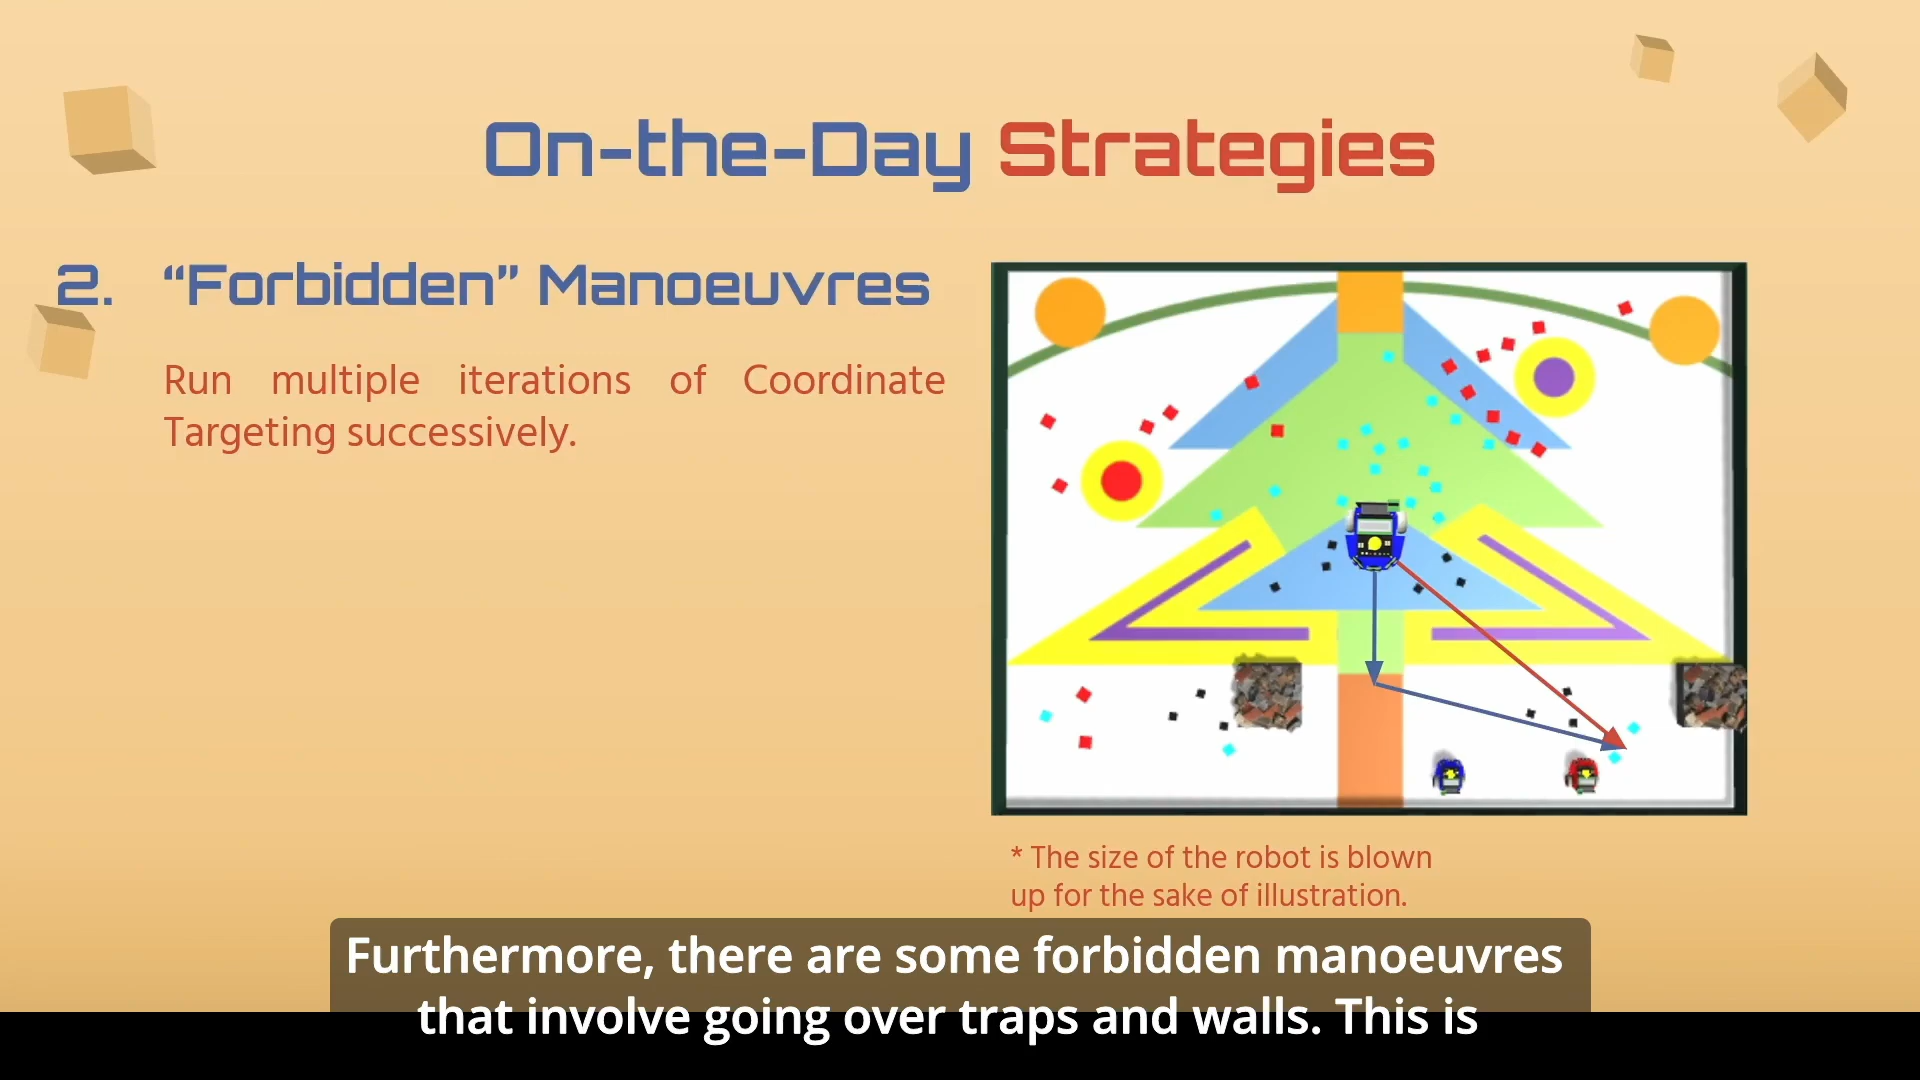 On-the-Day Strategies
2. “Forbidden” Manoeuvres
Run multiple iterations of Coordinate
Targeting successively.
* The size of the robot is blown
up for the sake of illustration.
Furthermore, there are some forbidden manoeuvres
that involve going over traps and walls. This is